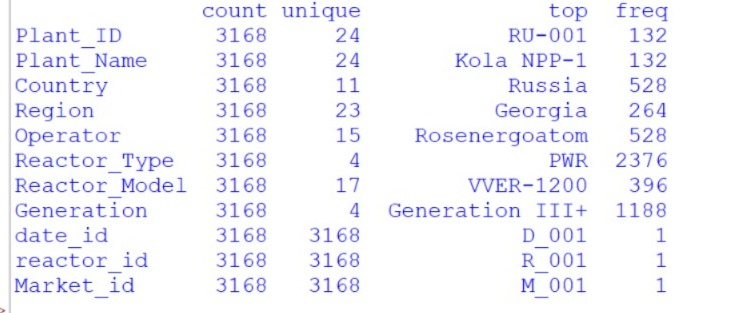 count unique top freq
Plant_ID 3168 24 RU-001 132
Plant_Name 3168 24 Kola NPP-1 132
Country 3168 11 Russia 528
Region 3168 23 Georgia 264
Operator 3168 15 Rosenergoatom 528
Reactor_Type 3168 4 PWR 2376
Reactor_Model 3168 17 VVER-1200 396
Generation 3168 4 Generation III+ 1188
date_id 3168 3168 D_001 1
reactor_id 3168 3168 R_001 1
Market_id 3168 3168 M_001 1